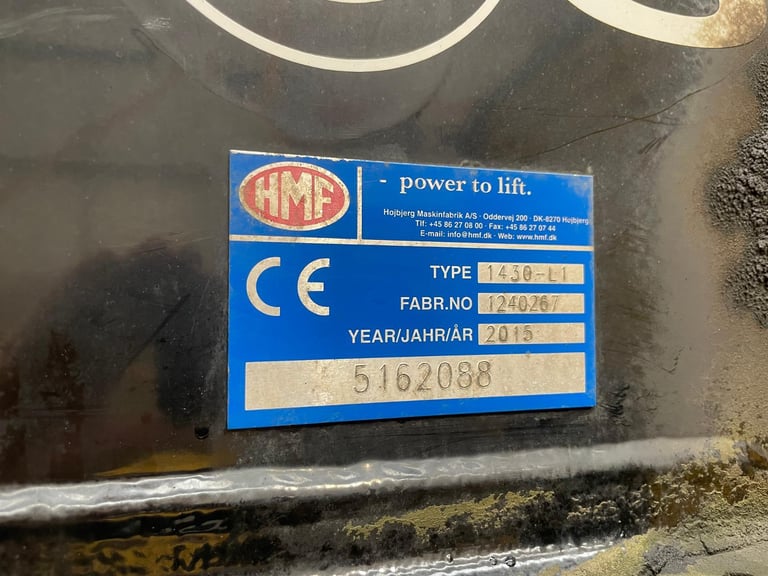 HMF
- power to lift.
Hojbjerg Maskinfabrik A/S · Oddervej 200 · DK-8270 Hojbjerg
Tlf: +45 86 27 08 00 · Fax: +45 86 27 07 44
E-mail: info@hmf.dk · Web: www.hmf.dk
CE
TYPE 1430-L1
FABR.NO 1240267
YEAR/JAHR/ÅR 2015
5162088